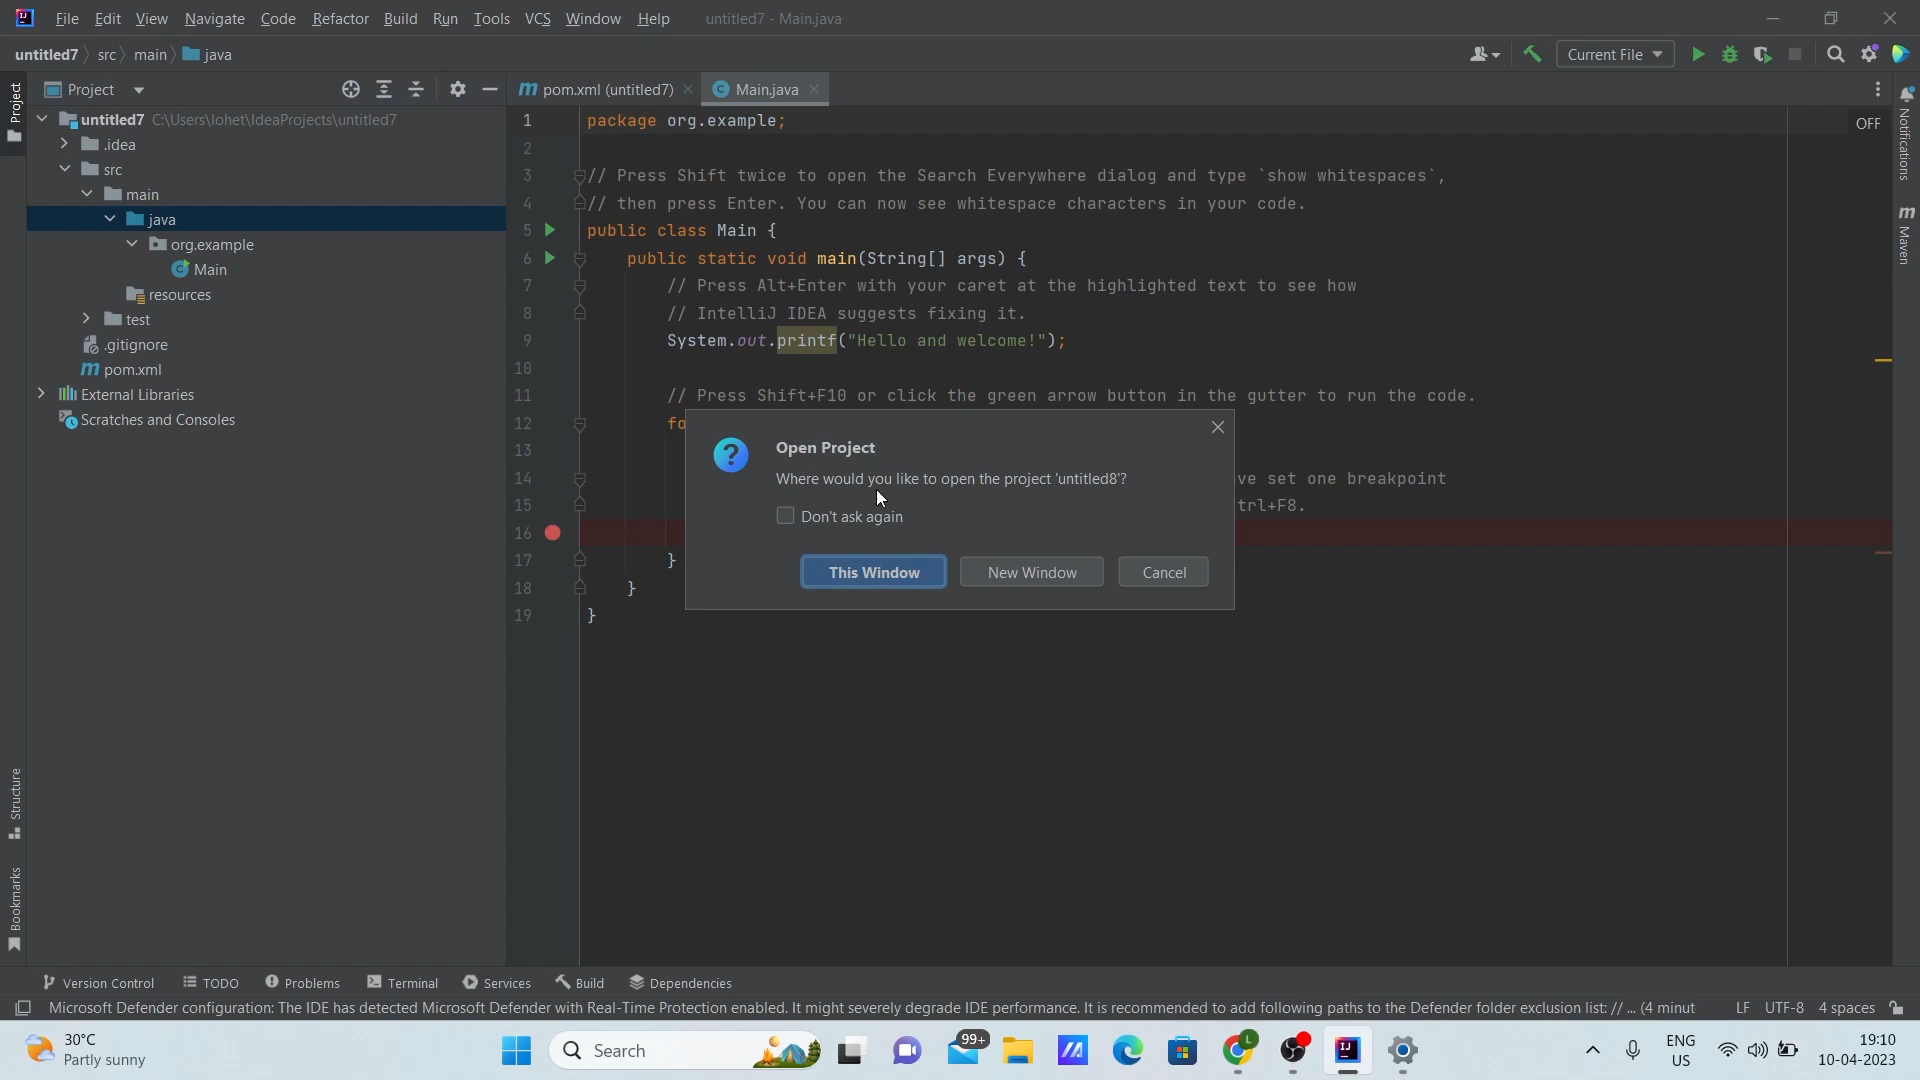 File Edit View Navigate Code Refactor Build Run Tools VCS Window Help untitled7 - Main.java
untitled7 src main java
Current File
Project
Project
pom.xml (untitled7)
Main.java
Notifications
Maven
OFF
untitled7 C:\Users\lohet\IdeaProjects\untitled7
.idea
src
main
java
org.example
Main
resources
test
.gitignore
pom.xml
External Libraries
Scratches and Consoles
1 package org.example;
2
3 // Press Shift twice to open the Search Everywhere dialog and type `show whitespaces`,
4 // then press Enter. You can now see whitespace characters in your code.
5 public class Main {
6 public static void main(String[] args) {
7 // Press Alt+Enter with your caret at the highlighted text to see how
8 // IntelliJ IDEA suggests fixing it.
9 System.out.printf("Hello and welcome!");
10
11 // Press Shift+F10 or click the green arrow button in the gutter to run the code.
12 fo
13
14 ve set one breakpoint
15 trl+F8.
16
17 }
18 }
19 }
Open Project
Where would you like to open the project 'untitled8'?
Don't ask again
This Window New Window Cancel
Structure
Bookmarks
Version Control TODO Problems Terminal Services Build Dependencies
Microsoft Defender configuration: The IDE has detected Microsoft Defender with Real-Time Protection enabled. It might severely degrade IDE performance. It is recommended to add following paths to the Defender folder exclusion list: // ... (4 minut LF UTF-8 4 spaces
30°C
Partly sunny
Search
99+
L
ENG
US
19:10
10-04-2023